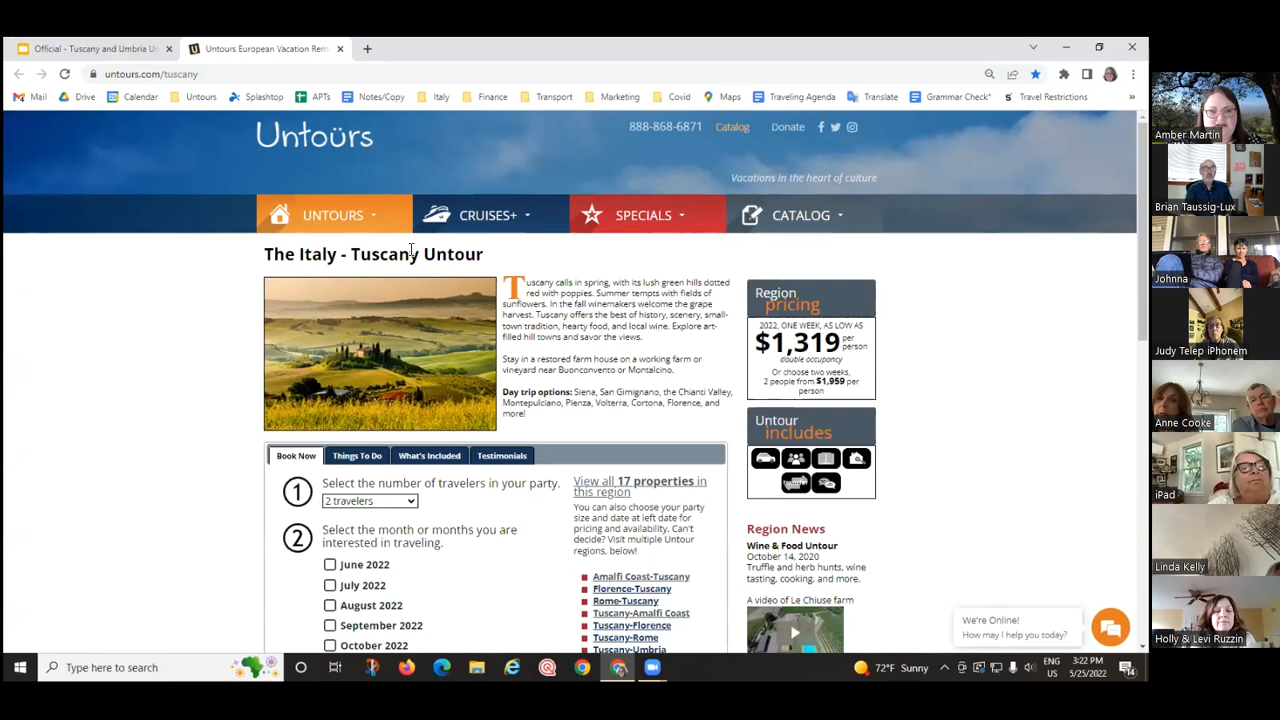 Official - Tuscany and Umbria Un
Untours European Vacation Rent
untours.com/tuscany
Mail
Drive
Calendar
Untours
Splashtop
APTs
Notes/Copy
Italy
Finance
Transport
Marketing
Covid
Maps
Traveling Agenda
Translate
Grammar Check*
Travel Restrictions
»
Untoürs
888-868-6871
Catalog
Donate
Vacations in the heart of culture
UNTOURS
CRUISES+
SPECIALS
CATALOG
The Italy - Tuscany Untour
Tuscany calls in spring, with its lush green hills dotted
red with poppies. Summer tempts with fields of
sunflowers. In the fall winemakers welcome the grape
harvest. Tuscany offers the best of history, scenery, small-
town tradition, hearty food, and local wine. Explore art-
filled hill towns and savor the views.
Stay in a restored farm house on a working farm or
vineyard near Buonconvento or Montalcino.
Day trip options: Siena, San Gimignano, the Chianti Valley,
Montepulciano, Pienza, Volterra, Cortona, Florence, and
more!
Region
pricing
2022, ONE WEEK, AS LOW AS
$1,319 per
person
double occupancy
Or choose two weeks,
2 people from $1,959 per
person
Untour
includes
Book Now
Things To Do
What's Included
Testimonials
1
Select the number of travelers in your party.
2 travelers
2
Select the month or months you are
interested in traveling.
June 2022
July 2022
August 2022
September 2022
October 2022
View all 17 properties in
this region
You can also choose your party
size and date at left date for
pricing and availability. Can't
decide? Visit multiple Untour
regions, below!
Amalfi Coast-Tuscany
Florence-Tuscany
Rome-Tuscany
Tuscany-Amalfi Coast
Tuscany-Florence
Tuscany-Rome
Tuscany-Umbria
Region News
Wine & Food Untour
October 14, 2020
Truffle and herb hunts, wine
tasting, cooking, and more.
A video of Le Chiuse farm
We're Online!
How may I help you today?
Type here to search
72°F Sunny
ENG
US
3:22 PM
5/25/2022
14
Amber Martin
Brian Taussig-Lux
Johnna
Judy Telep iPhonem
Anne Cooke
iPad
Linda Kelly
Holly & Levi Ruzzin